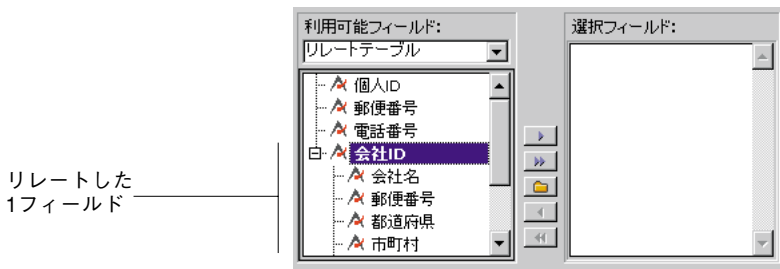 利用可能フィールド:
リレートテーブル
個人ID
郵便番号
電話番号
会社ID
会社名
郵便番号
都道府県
市町村
選択フィールド:
リレートした
1フィールド